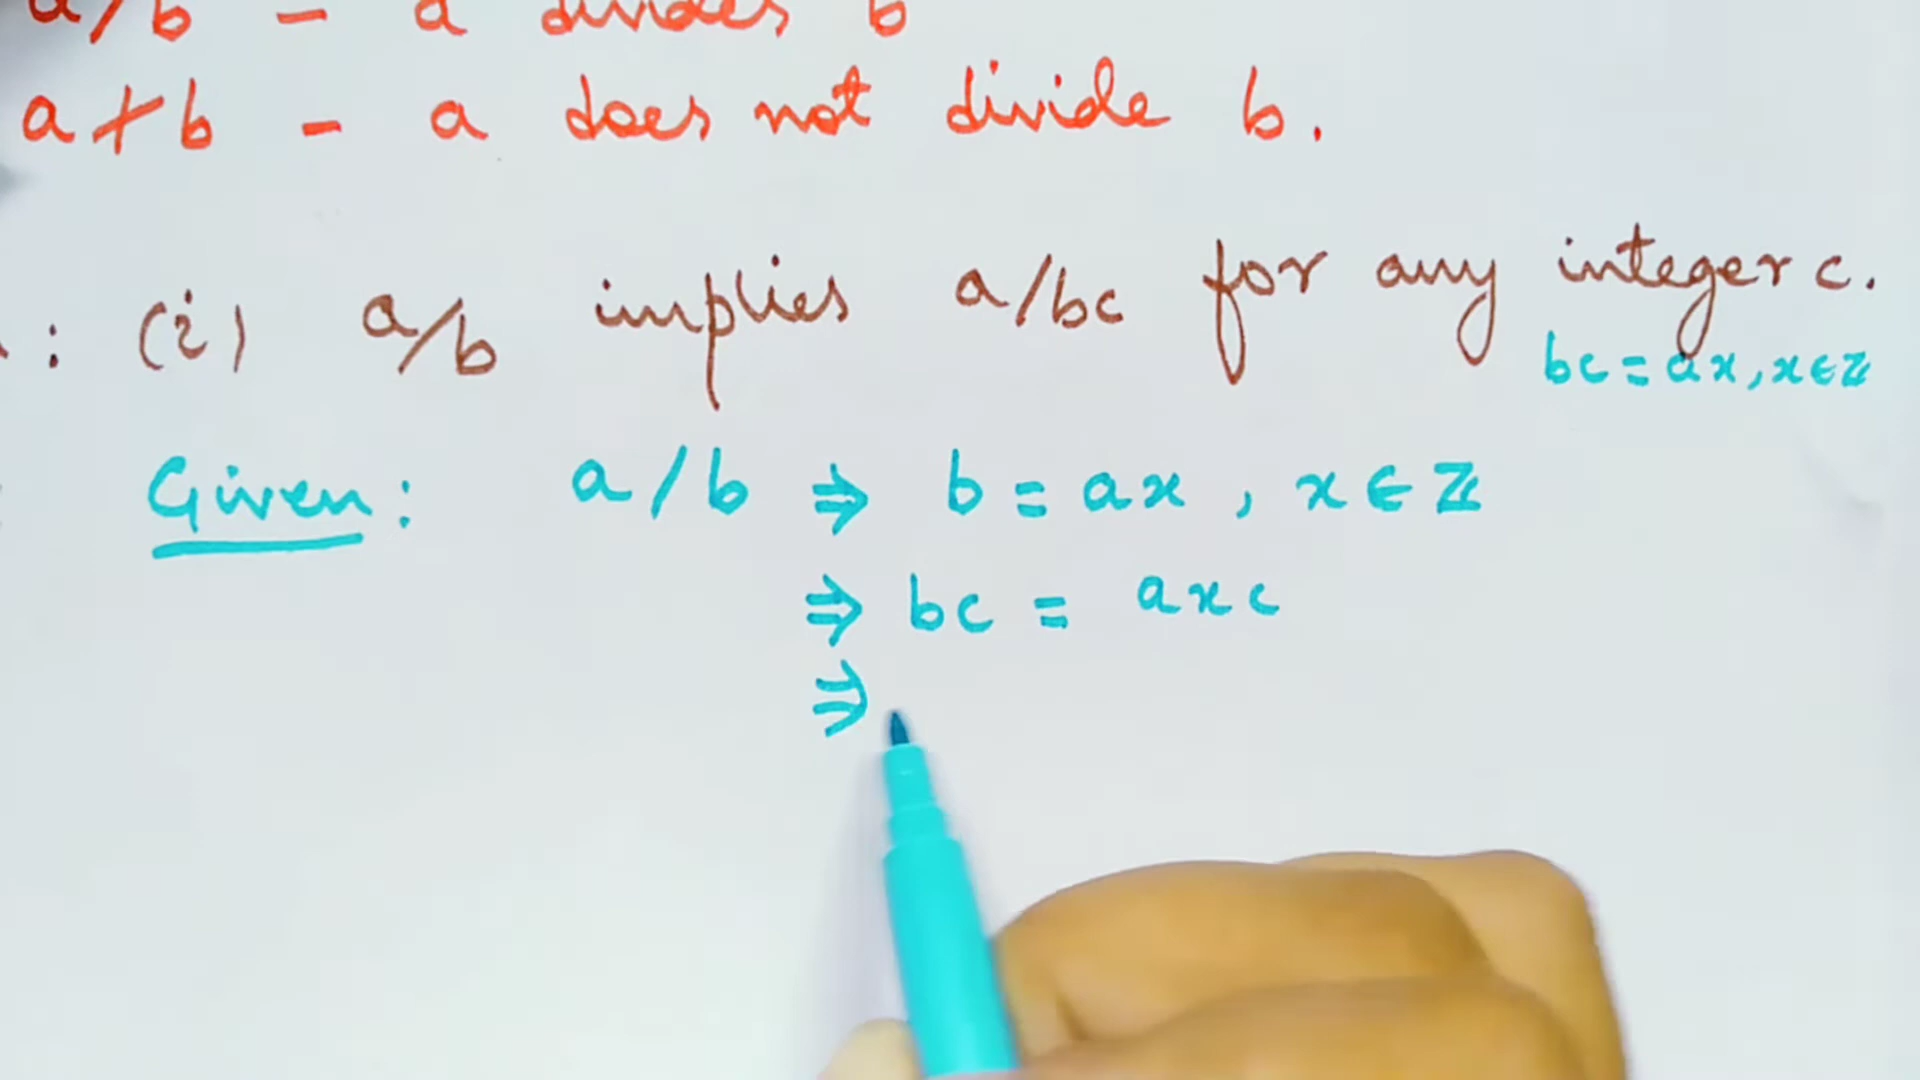 a/b - a divides b
a∤b - a does not divide b.
: (i) a/b implies a/bc for any integer c.
bc = ax, x∈ℤ
Given: a/b ⇒ b = ax, x∈ℤ
⇒ bc = axc
⇒